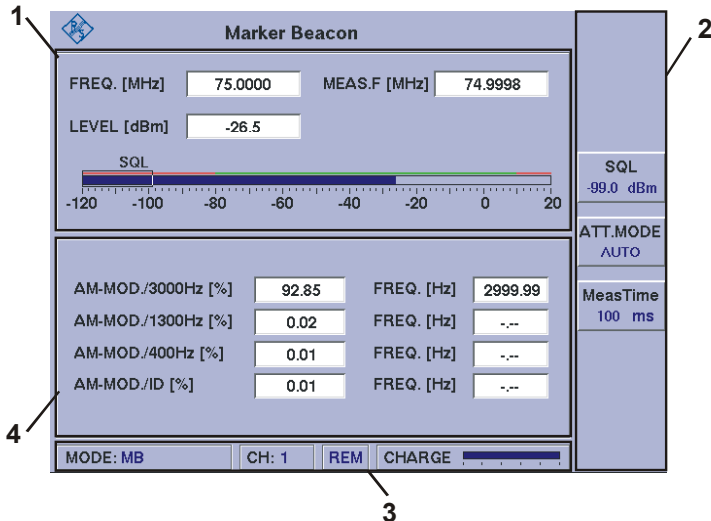 1
Marker Beacon
2
FREQ. [MHz] 75.0000 MEAS.F [MHz] 74.9998
LEVEL [dBm] -26.5
SQL
-120 -100 -80 -60 -40 -20 0 20
SQL
-99.0 dBm
ATT.MODE
AUTO
MeasTime
100 ms
AM-MOD./3000Hz [%] 92.85 FREQ. [Hz] 2999.99
AM-MOD./1300Hz [%] 0.02 FREQ. [Hz] -.--
AM-MOD./400Hz [%] 0.01 FREQ. [Hz] -.--
AM-MOD./ID [%] 0.01 FREQ. [Hz] -.--
4
MODE: MB CH: 1 REM CHARGE
3